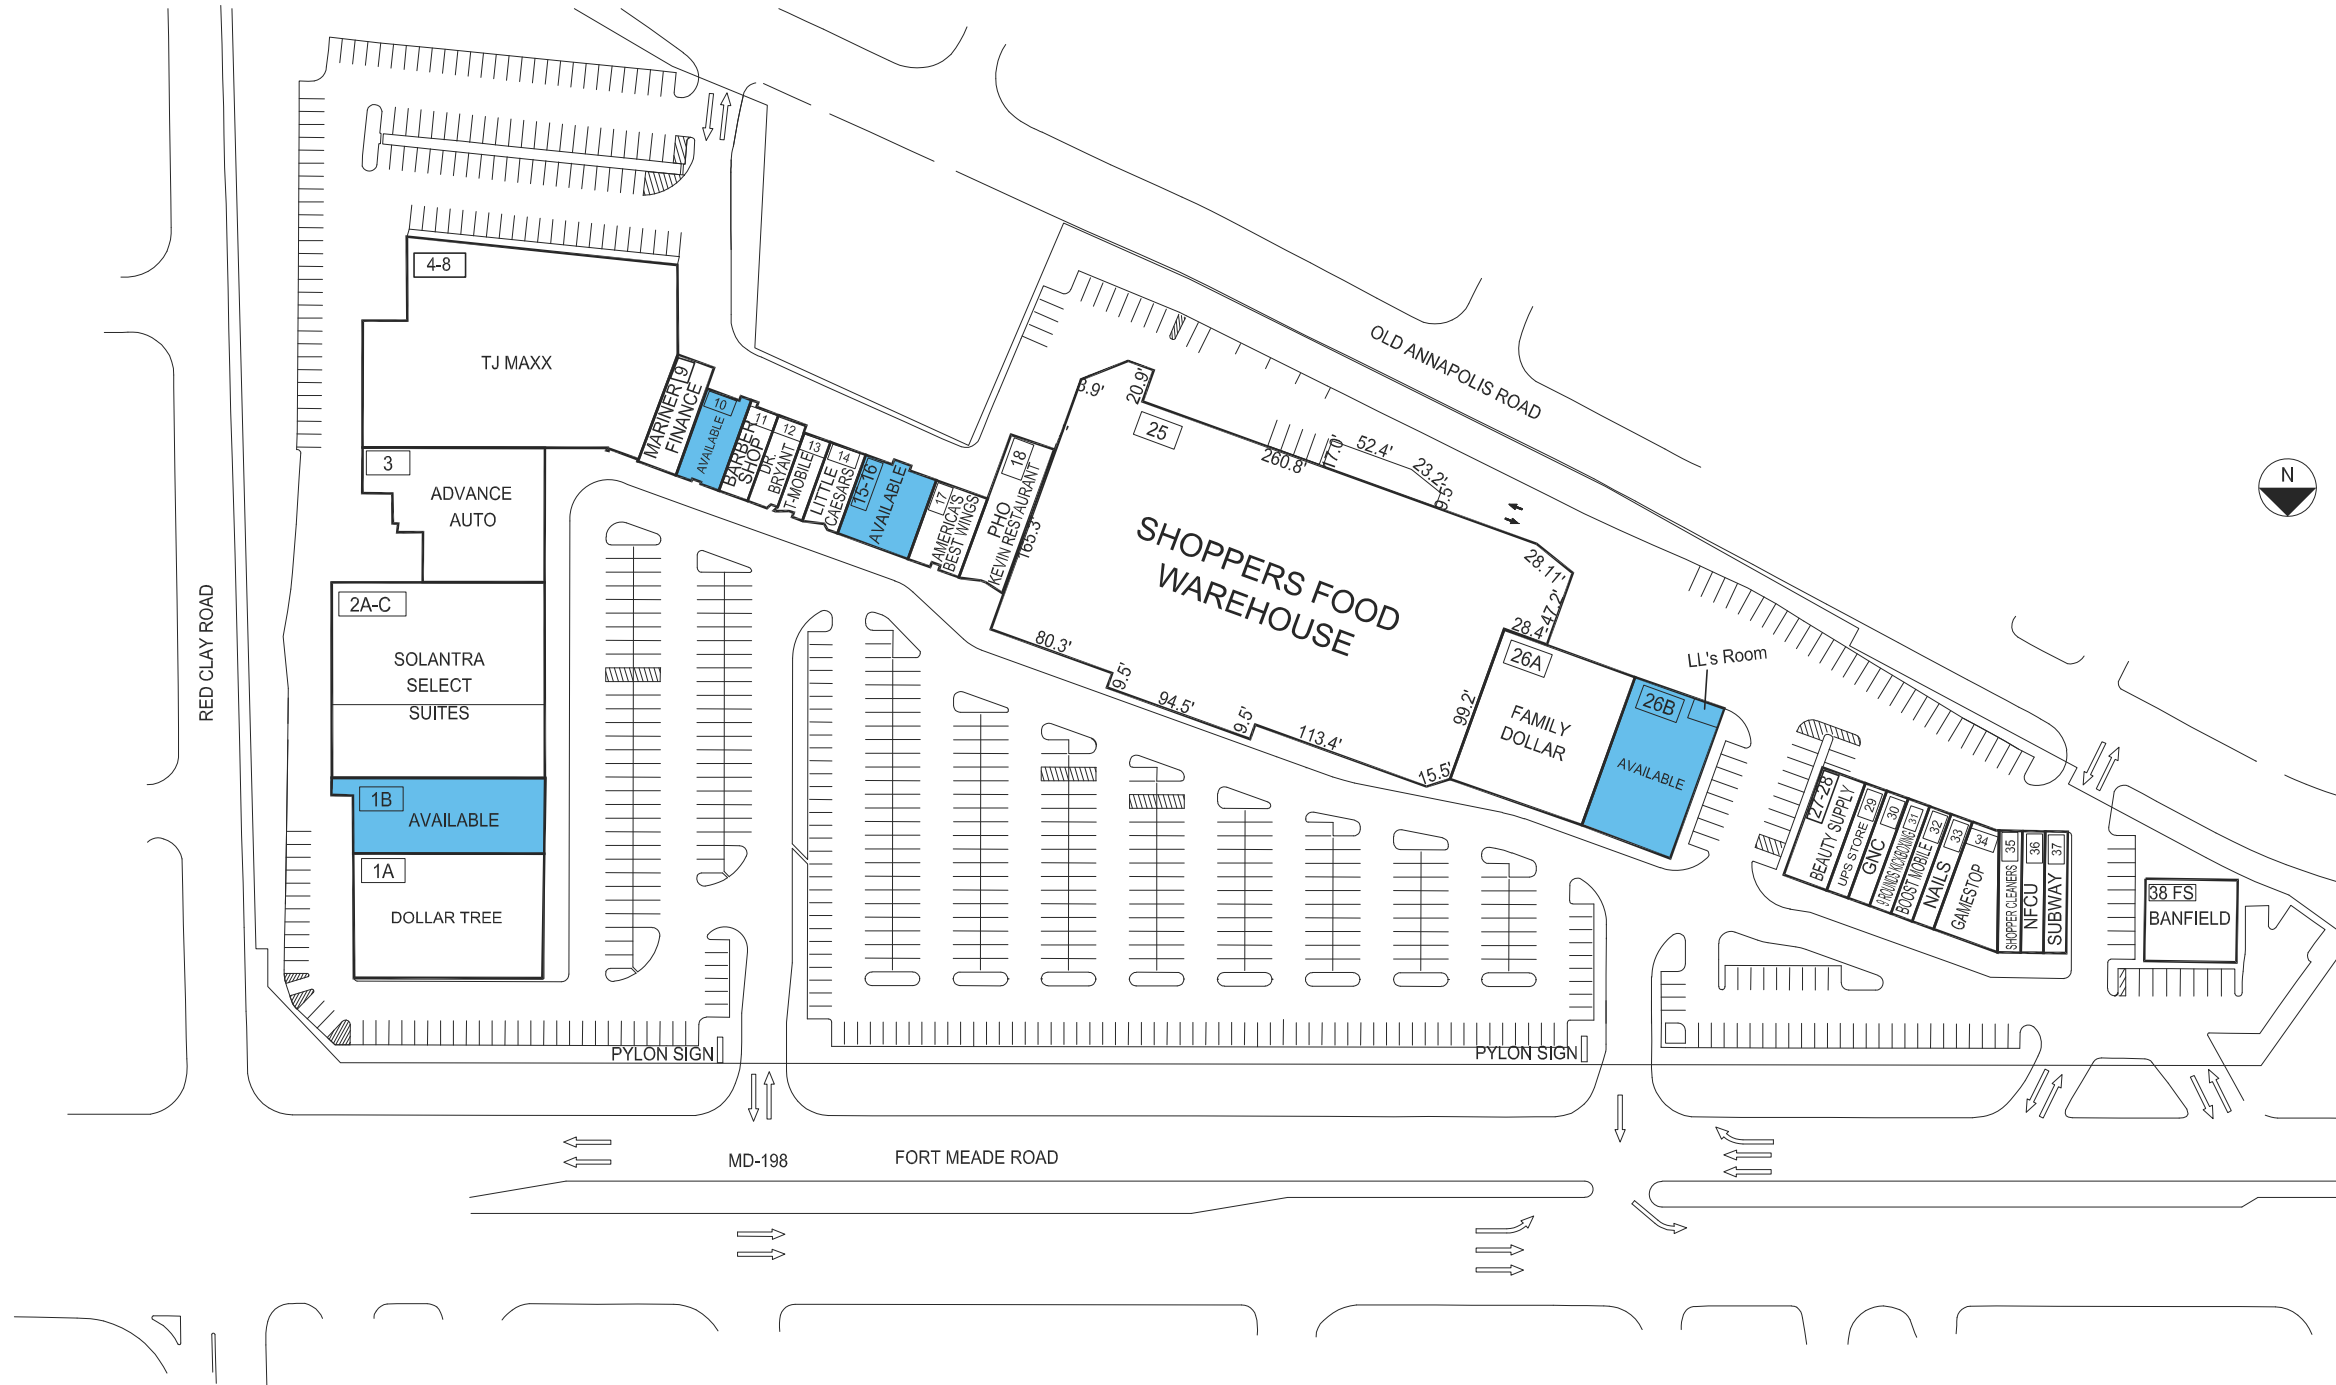 4-8
TJ MAXX
3
ADVANCE
AUTO
2A-C
SOLANTRA
SELECT
SUITES
1B
AVAILABLE
1A
DOLLAR TREE
RED CLAY ROAD
9
MARINER
FINANCE
10
AVAILABLE
11
BARBER
SHOP
12
DR.
BRYANT
13
T-MOBILE
14
LITTLE
CAESARS
15-16
AVAILABLE
17
AMERICA'S
BEST WINGS
18
PHO
KEVIN RESTAURANT
165.3'
20.9'
25
260.8'
17.0'
52.4'
23.2'
9.5'
28.11'
47.2'
28.4'
SHOPPERS FOOD
WAREHOUSE
80.3'
9.5'
94.5'
9.5'
113.4'
15.5'
99.2'
OLD ANNAPOLIS ROAD
26A
FAMILY
DOLLAR
26B
AVAILABLE
LL's Room
N
27-28
BEAUTY SUPPLY
29
UPS STORE
30
GNC
31
9 ROUNDS KICKBOXING
32
BOOST MOBILE
33
NAILS
34
GAMESTOP
35
SHOPPER CLEANERS
36
NFCU
37
SUBWAY
38 FS
BANFIELD
PYLON SIGN
PYLON SIGN
MD-198
FORT MEADE ROAD